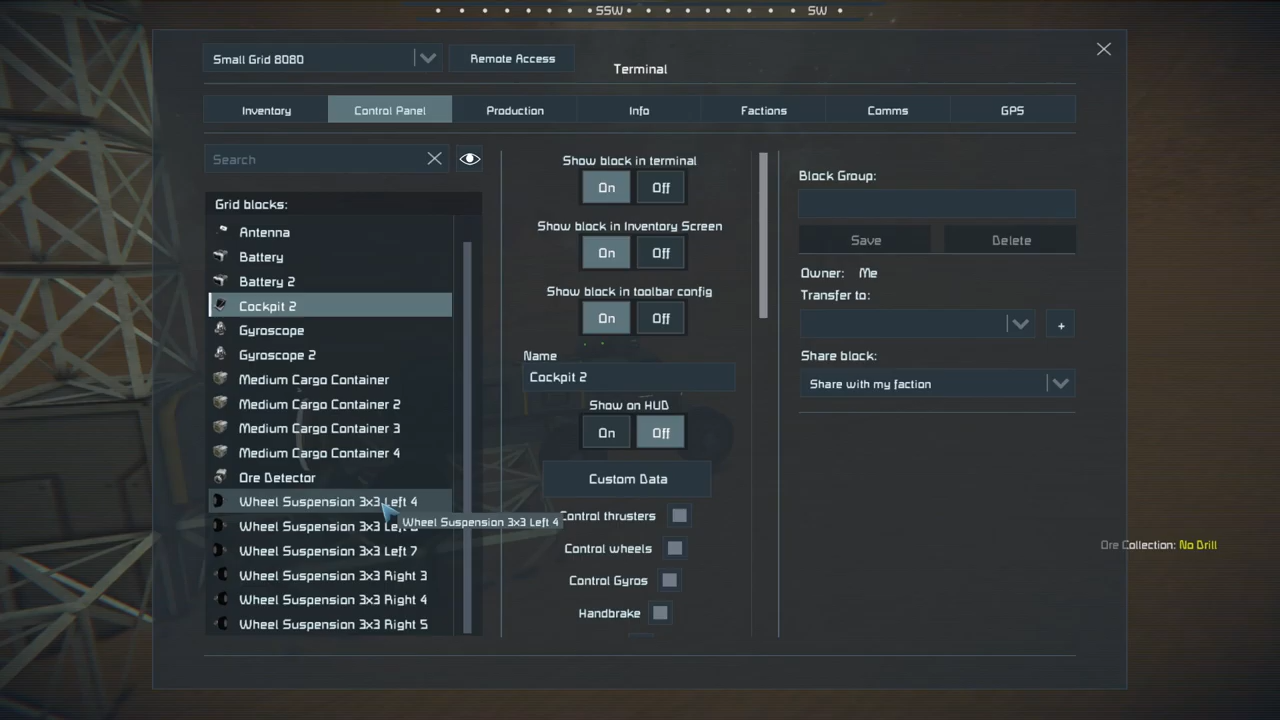 SSW
SW
Small Grid 8080
Remote Access
Terminal
Inventory
Control Panel
Production
Info
Factions
Comms
GPS
Search
Grid blocks:
Antenna
Battery
Battery 2
Cockpit 2
Gyroscope
Gyroscope 2
Medium Cargo Container
Medium Cargo Container 2
Medium Cargo Container 3
Medium Cargo Container 4
Ore Detector
Wheel Suspension 3x3 Left 4
Wheel Suspension 3x3 Left 4
Wheel Suspension 3x3 Left
Wheel Suspension 3x3 Left 7
Wheel Suspension 3x3 Right 3
Wheel Suspension 3x3 Right 4
Wheel Suspension 3x3 Right 5
Show block in terminal
On Off
Show block in Inventory Screen
On Off
Show block in toolbar config
On Off
Name
Cockpit 2
Show on HUD
On Off
Custom Data
Control thrusters
Control wheels
Control Gyros
Handbrake
Block Group:
Save
Delete
Owner: Me
Transfer to:
+
Share block:
Share with my faction
Ore Collection: No Drill